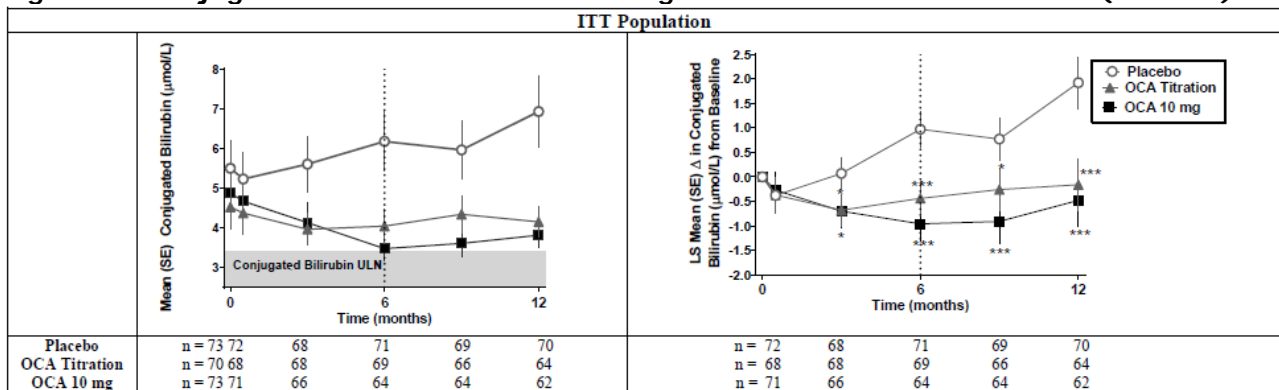 ITT Population
Mean (SE) Conjugated Bilirubin (μmol/L)
8
7
6
5
4
3
Conjugated Bilirubin ULN
0 6 12
Time (months)
LS Mean (SE) Δ in Conjugated
Bilirubin (μmol/L) from Baseline
2.5
2.0
1.5
1.0
0.5
0.0
-0.5
-1.0
-1.5
-2.0
* *** * ***
* *** *** ***
0 6 12
Time (months)
Placebo
OCA Titration
OCA 10 mg
Placebo n = 73 72 68 71 69 70 n = 72 68 71 69 70
OCA Titration n = 70 68 68 69 66 64 n = 68 68 69 66 64
OCA 10 mg n = 73 71 66 64 64 62 n = 71 66 64 64 62